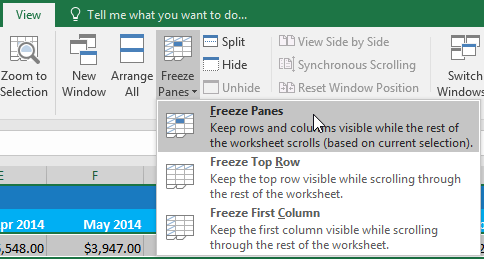 View
Tell me what you want to do...
Zoom to
Selection
New
Window
Arrange
All
Freeze
Panes
Split
Hide
Unhide
View Side by Side
Synchronous Scrolling
Reset Window Position
Switch
Windows
Freeze Panes
Keep rows and columns visible while the rest of
the worksheet scrolls (based on current selection).
Freeze Top Row
Keep the top row visible while scrolling through
the rest of the worksheet.
Freeze First Column
Keep the first column visible while scrolling
through the rest of the worksheet.
E F
pr 2014 May 2014
,548.00 $3,947.00